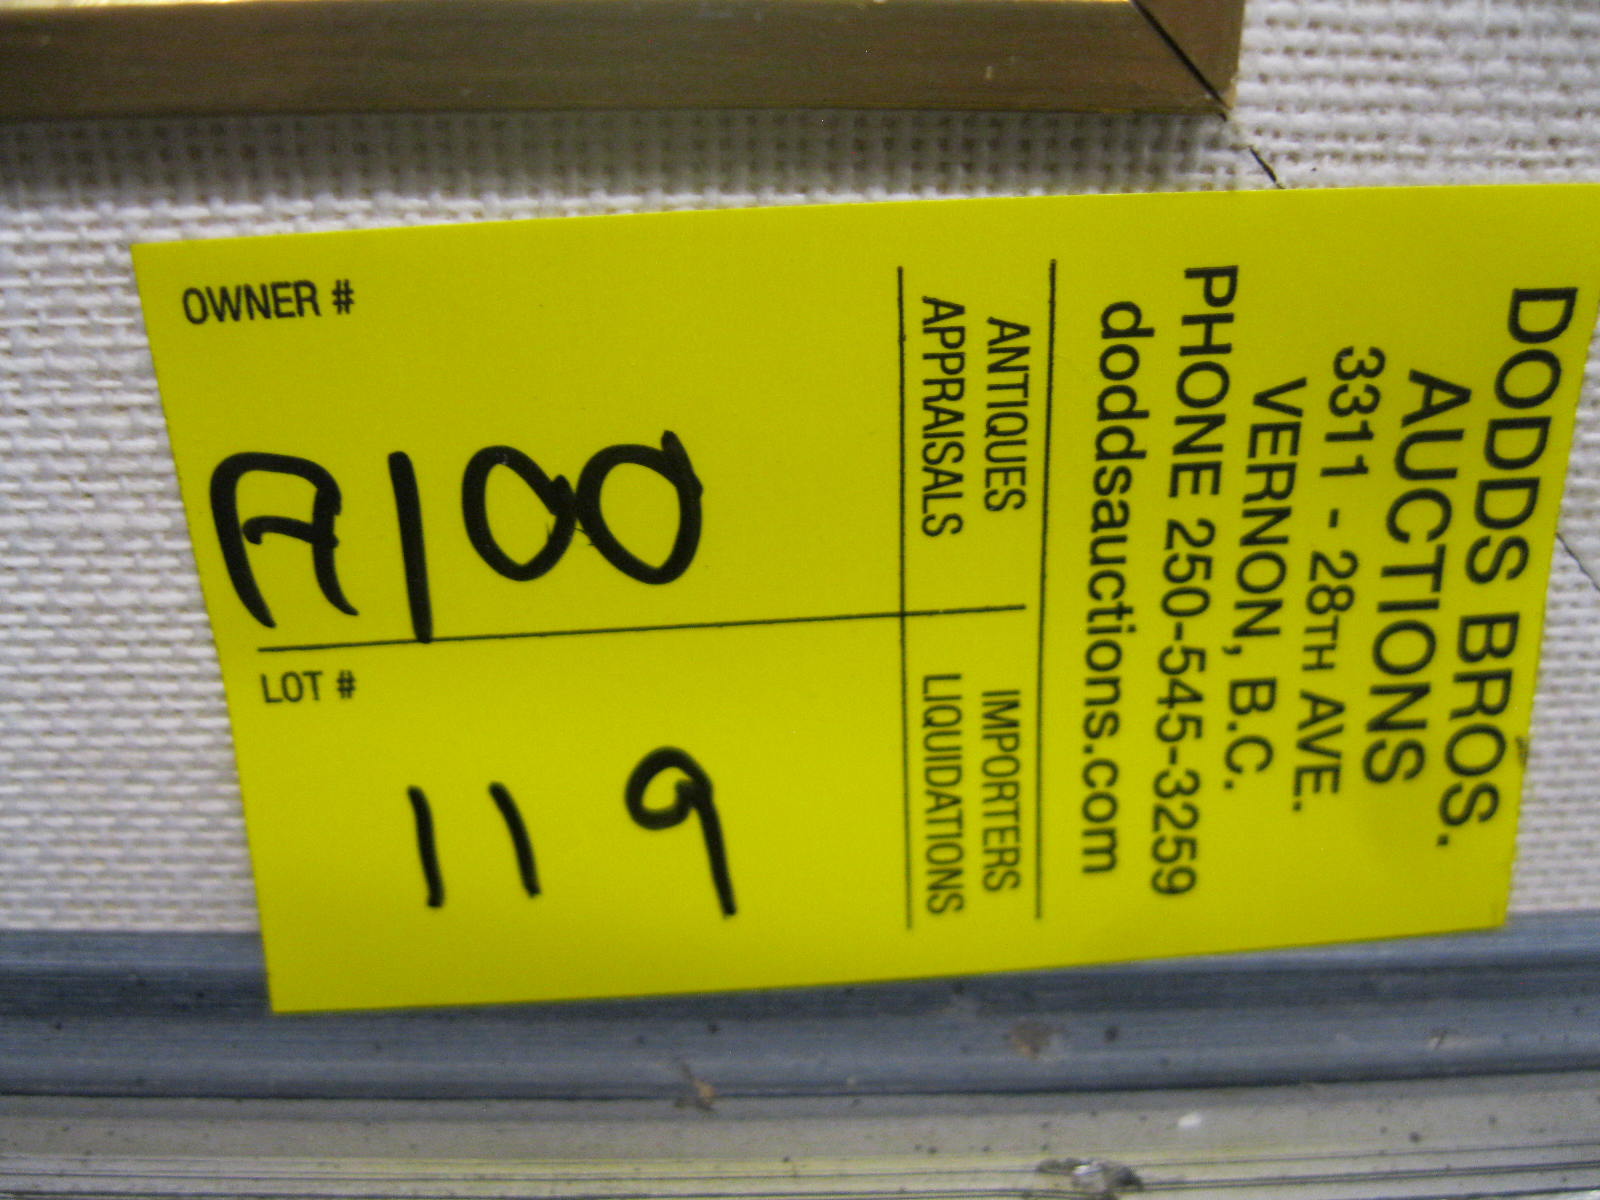 DODDS BROS.
AUCTIONS
3311 - 28TH AVE.
VERNON, B.C.
PHONE 250-545-3259
doddsauctions.com
ANTIQUES IMPORTERS
APPRAISALS LIQUIDATIONS
OWNER #
A100
LOT #
119